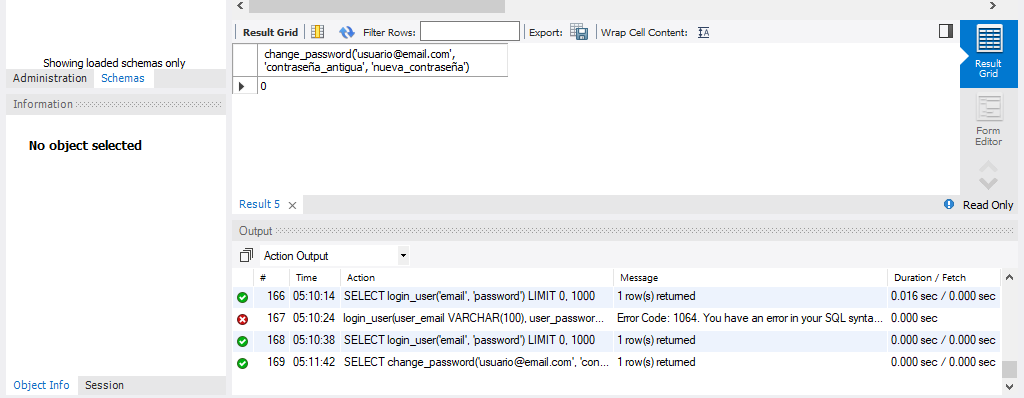 Showing loaded schemas only
Administration Schemas
Information
No object selected
Object Info Session
Result Grid Filter Rows: Export: Wrap Cell Content:
change_password('usuario@email.com',
'contraseña_antigua', 'nueva_contraseña')
0
Result
Grid
Form
Editor
Result 5 Read Only
Output
Action Output
# Time Action Message Duration / Fetch
166 05:10:14 SELECT login_user('email', 'password') LIMIT 0, 1000 1 row(s) returned 0.016 sec / 0.000 sec
167 05:10:24 login_user(user_email VARCHAR(100), user_passwor... Error Code: 1064. You have an error in your SQL synta... 0.000 sec
168 05:10:38 SELECT login_user('email', 'password') LIMIT 0, 1000 1 row(s) returned 0.000 sec / 0.000 sec
169 05:11:42 SELECT change_password('usuario@email.com', 'con... 1 row(s) returned 0.000 sec / 0.000 sec